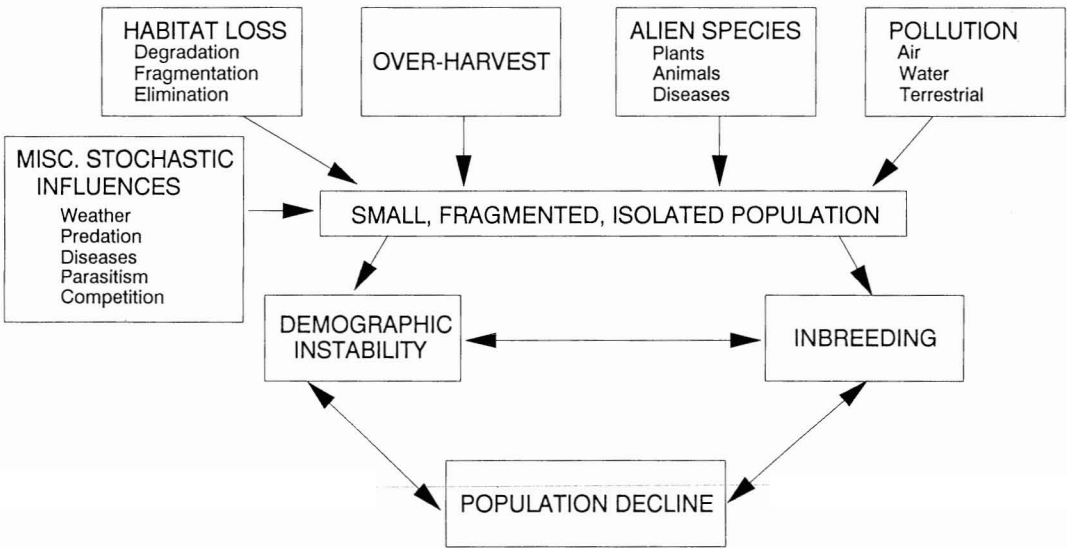 HABITAT LOSS
Degradation
Fragmentation
Elimination
OVER-HARVEST
ALIEN SPECIES
Plants
Animals
Diseases
POLLUTION
Air
Water
Terrestrial
MISC. STOCHASTIC
INFLUENCES
Weather
Predation
Diseases
Parasitism
Competition
SMALL, FRAGMENTED, ISOLATED POPULATION
DEMOGRAPHIC
INSTABILITY
INBREEDING
POPULATION DECLINE